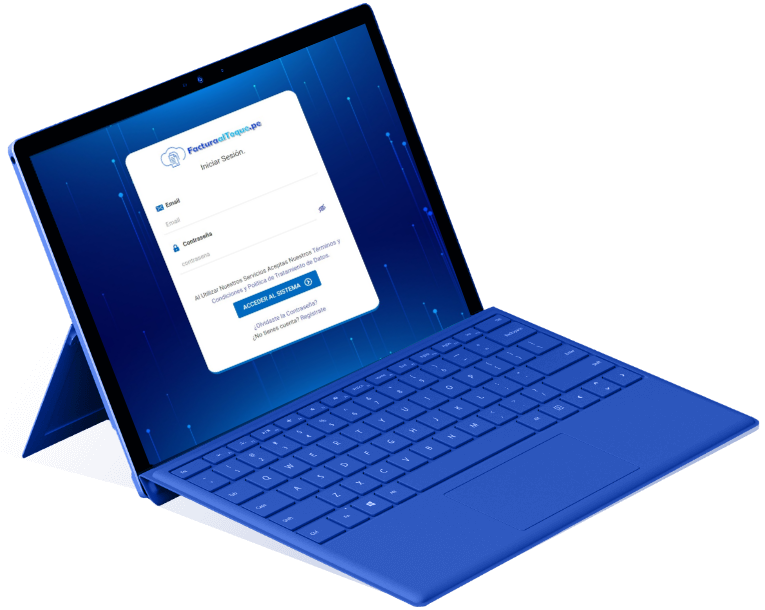 FacturaalToque.pe
Iniciar Sesión.
Email
Email
Contraseña
contraseña
Al Utilizar Nuestros Servicios Aceptas Nuestros Términos y
Condiciones y Política de Tratamiento de Datos.
ACCEDER AL SISTEMA
¿Olvidaste la Contraseña?
¿No tienes cuenta? Regístrate
Q W E R T Y U I O P
A S D F G H J K L
Z X C V B N M